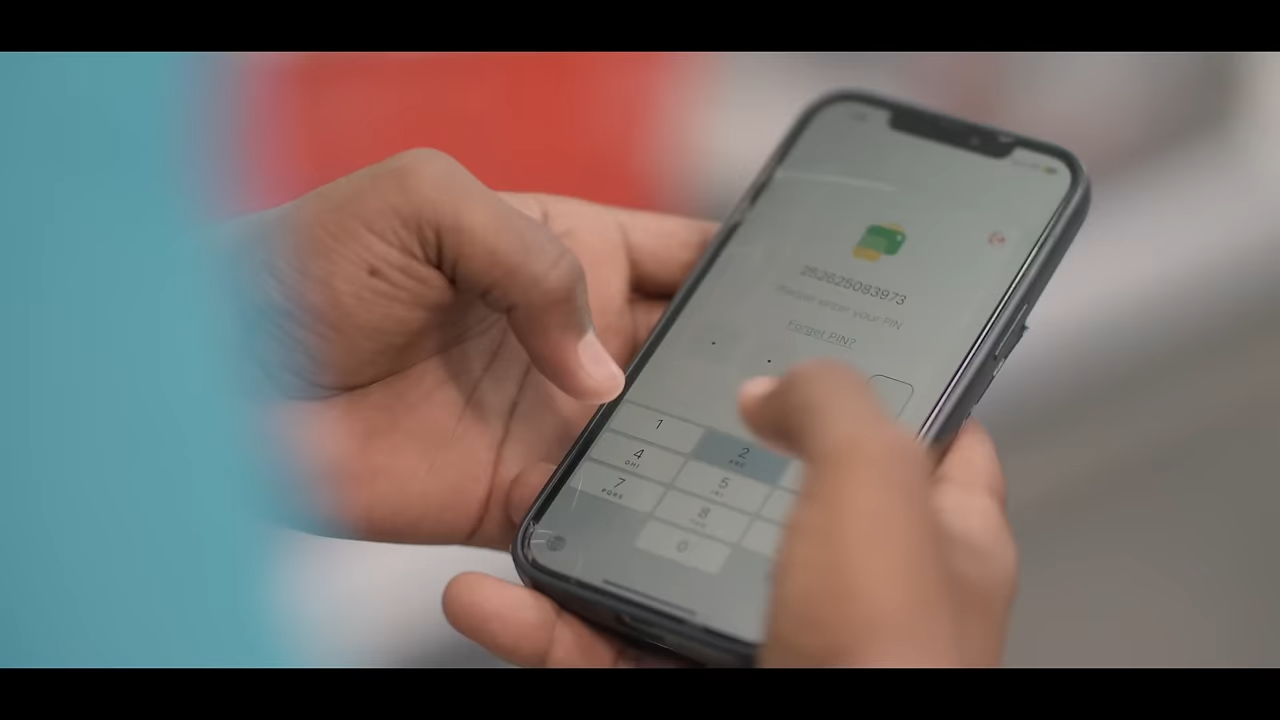 252625083973
Please enter your PIN
Forget PIN?
1
2
ABC
4
GHI
5
JKL
7
PQRS
8
TUV
0